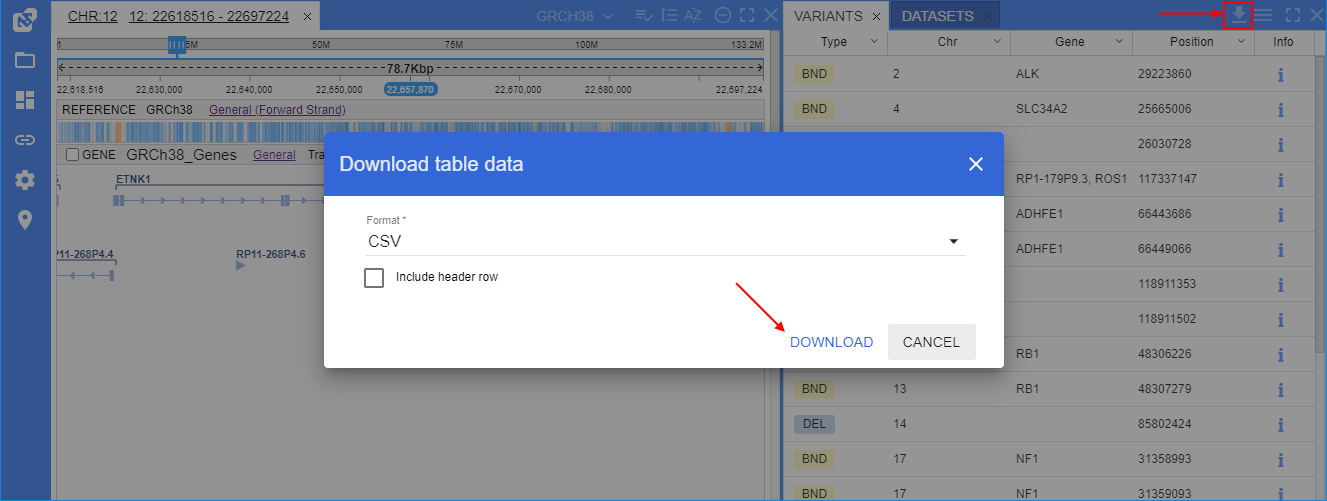 CHR:12 12: 22618516 - 22697224 ×
GRCH38
1 25M 50M 75M 100M 133.2M
78.7Kbp
22,618,516 22,630,000 22,640,000 22,650,000 22,657,870 22,670,000 22,680,000 22,697,224
REFERENCE GRCh38 General (Forward Strand)
GENE GRCh38_Genes General Tra
ETNK1
P11-268P4.4 RP11-268P4.6
VARIANTS × DATASETS ×
Type Chr Gene Position Info
BND 2 ALK 29223860
BND 4 SLC34A2 25665006
26030728
RP1-179P9.3, ROS1 117337147
ADHFE1 66443686
ADHFE1 66449066
118911353
118911502
RB1 48306226
BND 13 RB1 48307279
DEL 14 85802424
BND 17 NF1 31358993
BND 17 NF1 31359093
Download table data
Format *
CSV
Include header row
DOWNLOAD CANCEL